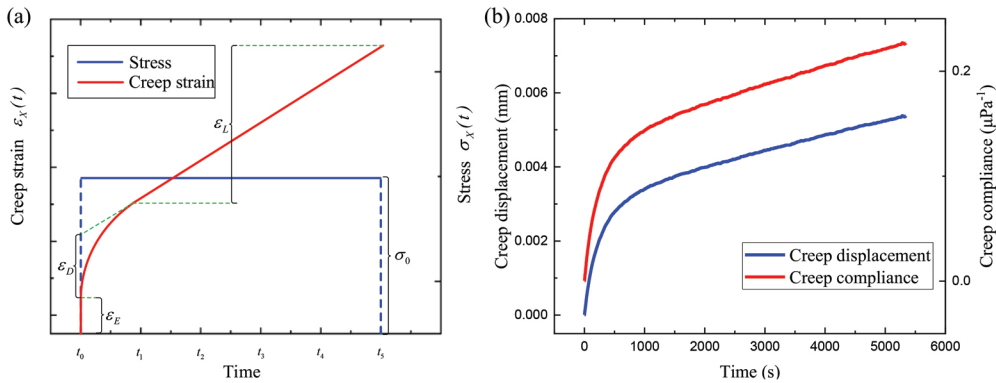 (a)
Stress
Creep strain
ε_L
ε_D
ε_E
σ_0
Creep strain ε_X(t)
Stress σ_X(t)
t_0 t_1 t_2 t_3 t_4 t_5
Time
(b)
0.008
0.006
0.004
0.002
0.000
Creep displacement (mm)
Creep displacement
Creep compliance
0.2
0.0
Creep compliance (μPa⁻¹)
0 1000 2000 3000 4000 5000 6000
Time (s)